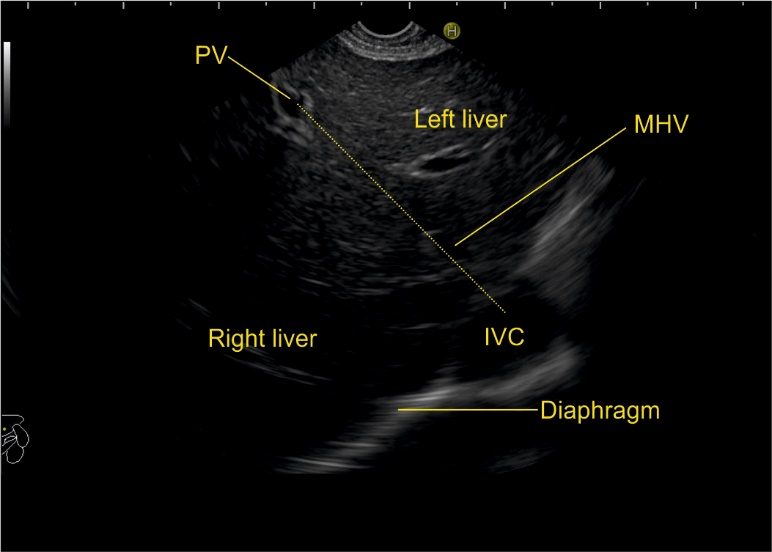 H
PV
Left liver
MHV
Right liver
IVC
Diaphragm